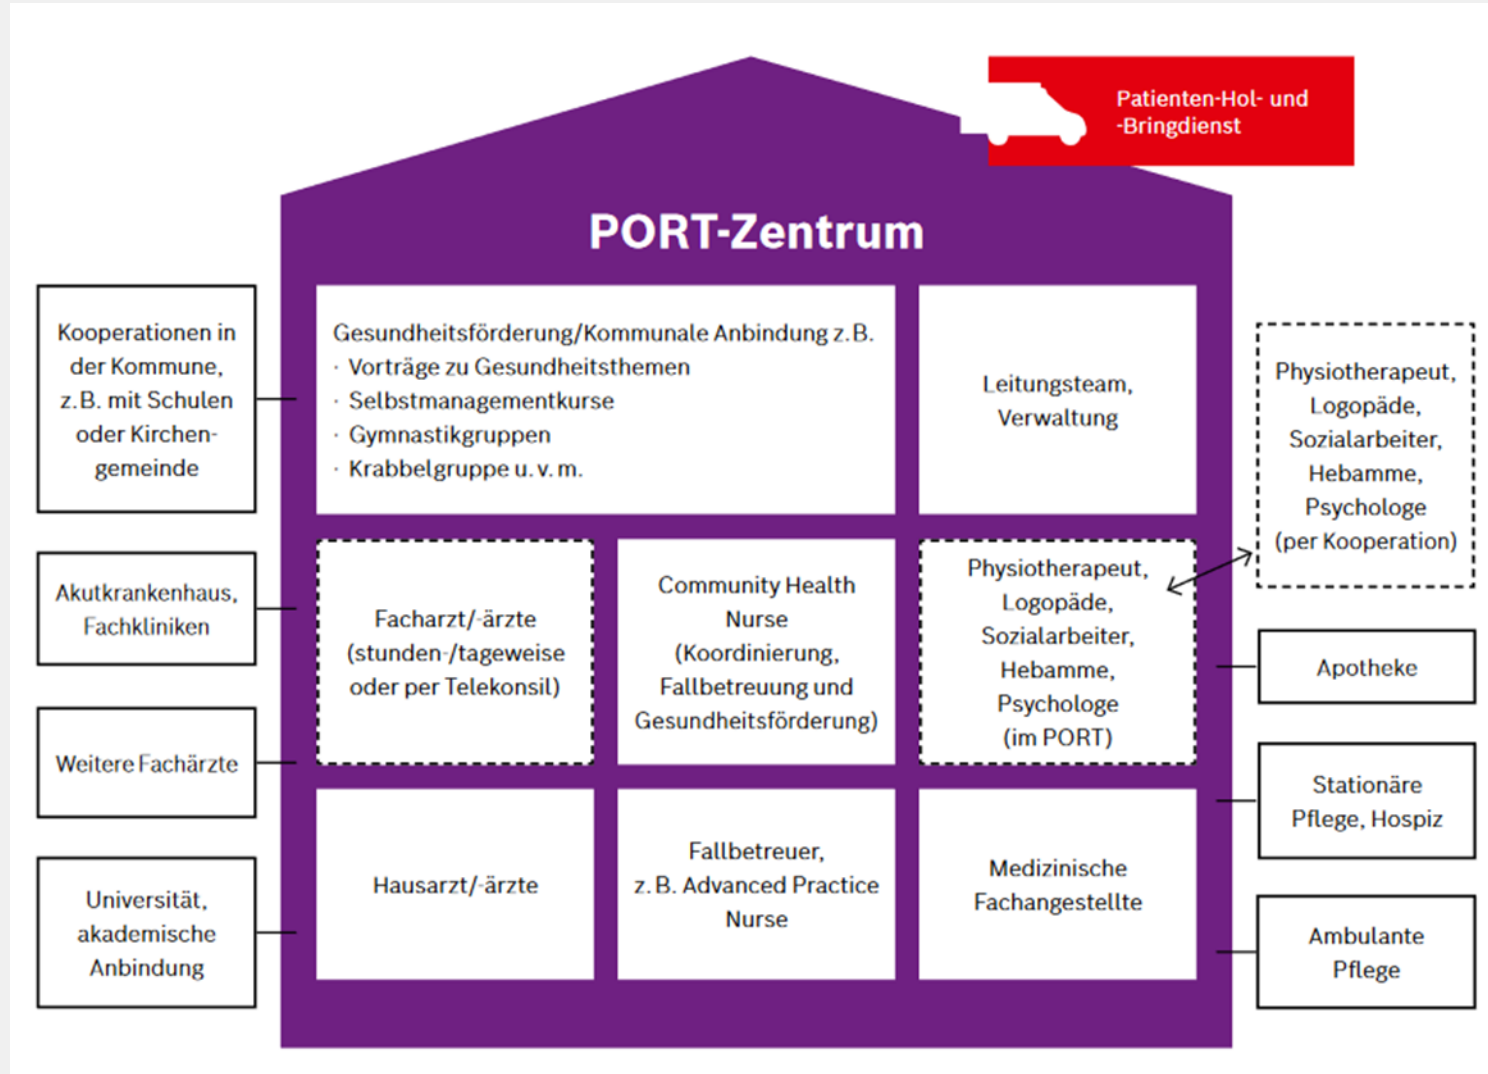 Patienten-Hol- und
-Bringdienst
PORT-Zentrum
Kooperationen in
der Kommune,
z.B. mit Schulen
oder Kirchen-
gemeinde
Gesundheitsförderung/Kommunale Anbindung z.B.
· Vorträge zu Gesundheitsthemen
· Selbstmanagementkurse
· Gymnastikgruppen
· Krabbelgruppe u.v.m.
Leitungsteam,
Verwaltung
Physiotherapeut,
Logopäde,
Sozialarbeiter,
Hebamme,
Psychologe
(per Kooperation)
Akutkrankenhaus,
Fachkliniken
Facharzt/-ärzte
(stunden-/tageweise
oder per Telekonsil)
Community Health
Nurse
(Koordinierung,
Fallbetreuung und
Gesundheitsförderung)
Physiotherapeut,
Logopäde,
Sozialarbeiter,
Hebamme,
Psychologe
(im PORT)
Apotheke
Weitere Fachärzte
Stationäre
Pflege, Hospiz
Universität,
akademische
Anbindung
Hausarzt/-ärzte
Fallbetreuer,
z.B. Advanced Practice
Nurse
Medizinische
Fachangestellte
Ambulante
Pflege